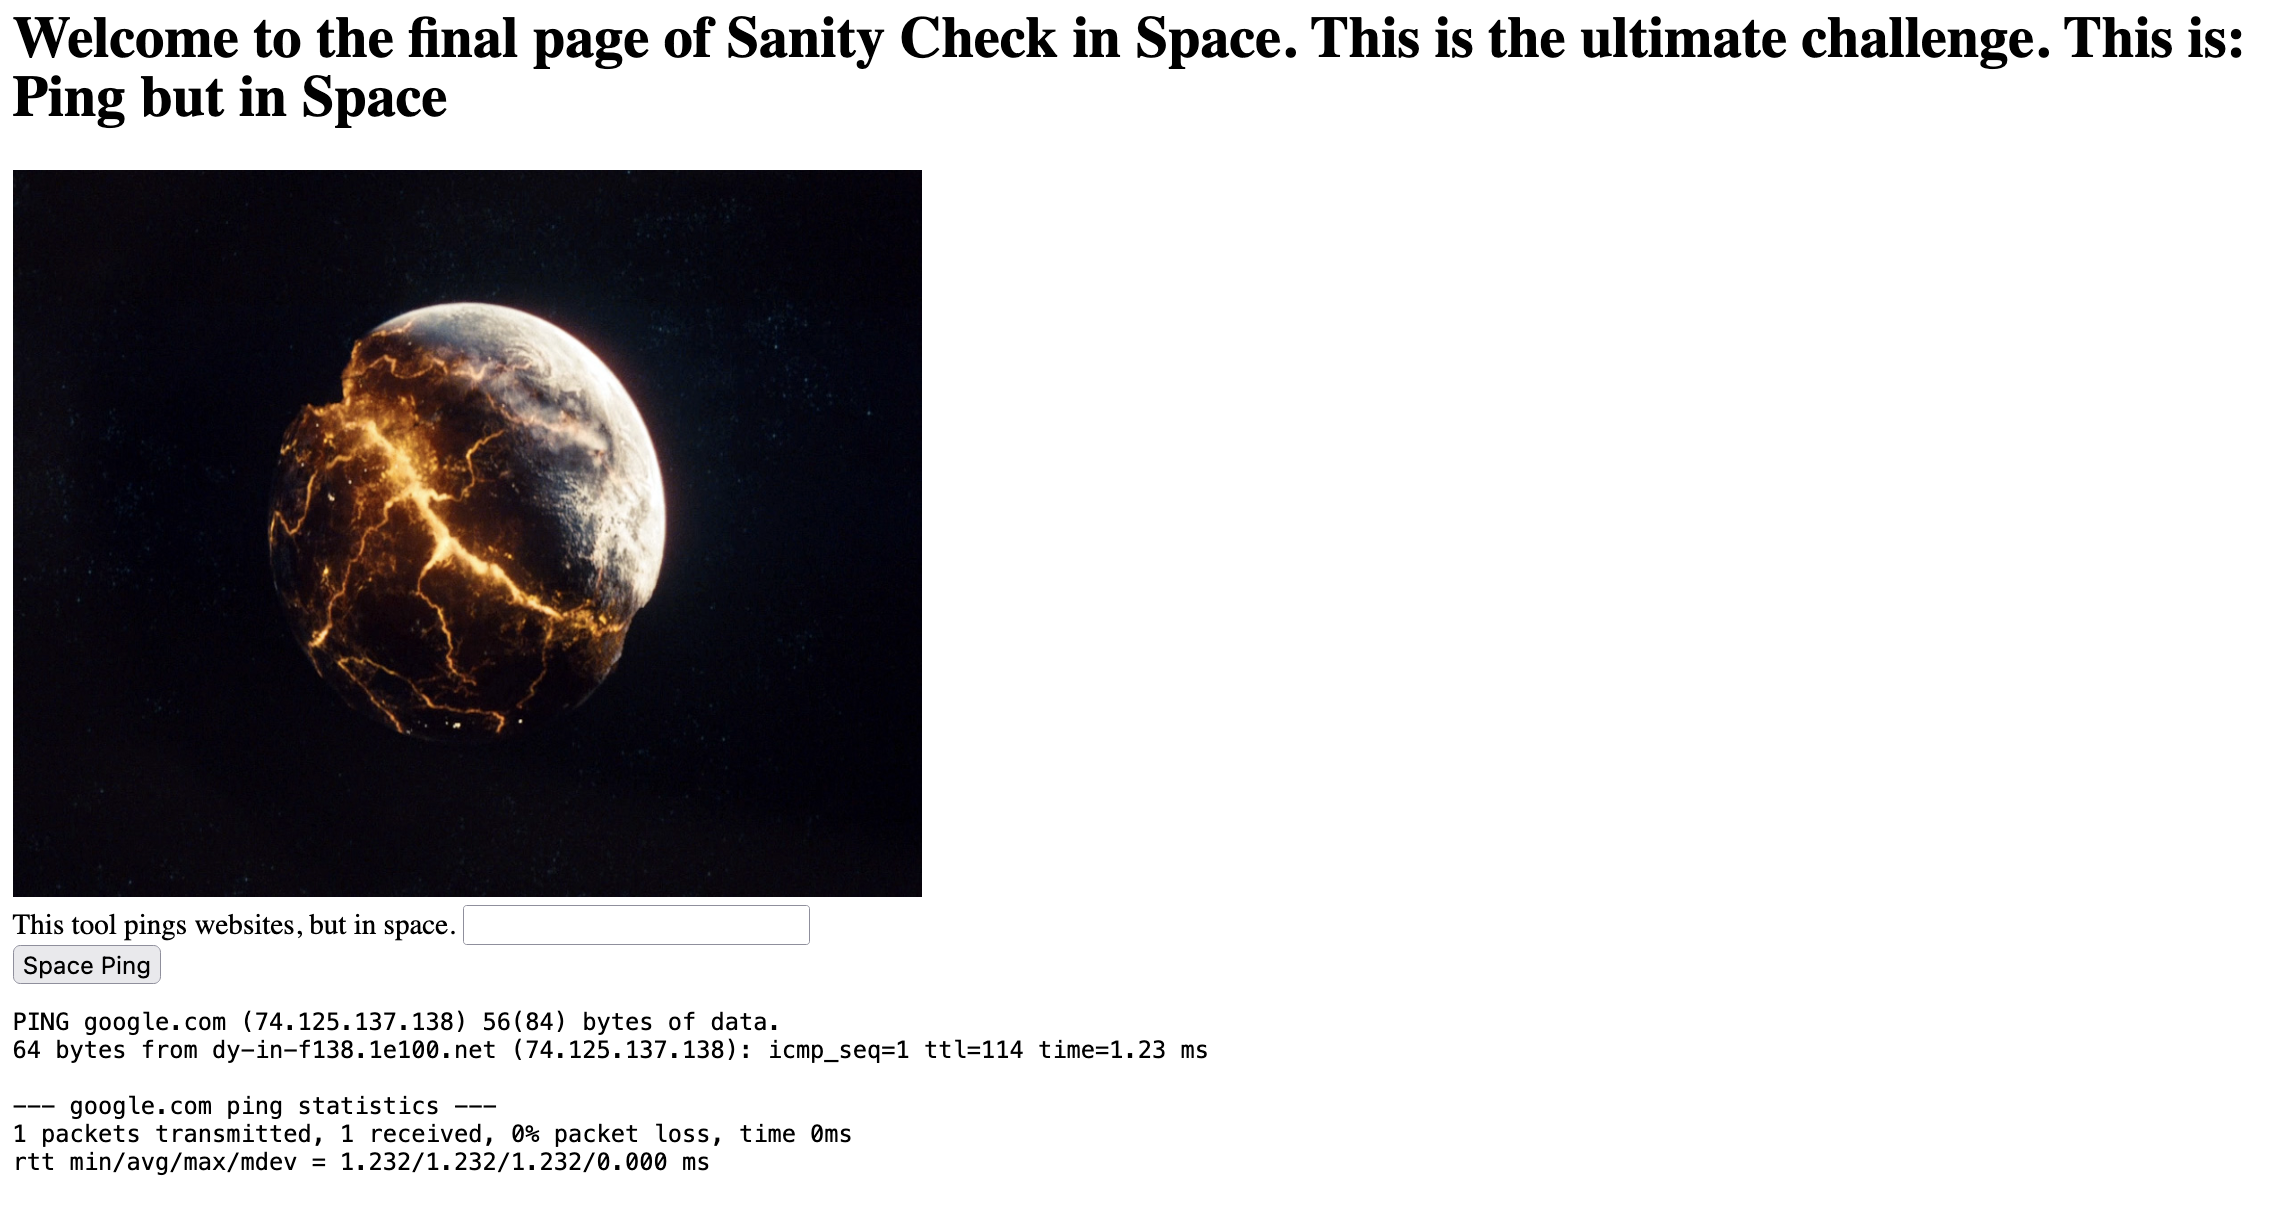 Welcome to the final page of Sanity Check in Space. This is the ultimate challenge. This is:
Ping but in Space
This tool pings websites, but in space.
Space Ping
PING google.com (74.125.137.138) 56(84) bytes of data.
64 bytes from dy-in-f138.1e100.net (74.125.137.138): icmp_seq=1 ttl=114 time=1.23 ms
--- google.com ping statistics ---
1 packets transmitted, 1 received, 0% packet loss, time 0ms
rtt min/avg/max/mdev = 1.232/1.232/1.232/0.000 ms